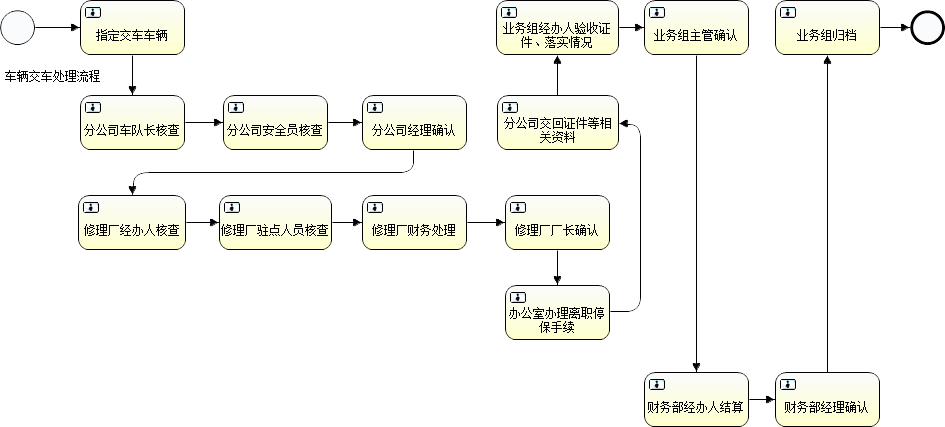 指定交车车辆
车辆交车处理流程
分公司车队长核查
分公司安全员核查
分公司经理确认
修理厂经办人核查
修理厂驻点人员核查
修理厂财务处理
修理厂厂长确认
办公室办理离职停
保手续
分公司交回证件等相
关资料
业务组经办人验收证
件、落实情况
业务组主管确认
财务部经办人结算
财务部经理确认
业务组归档